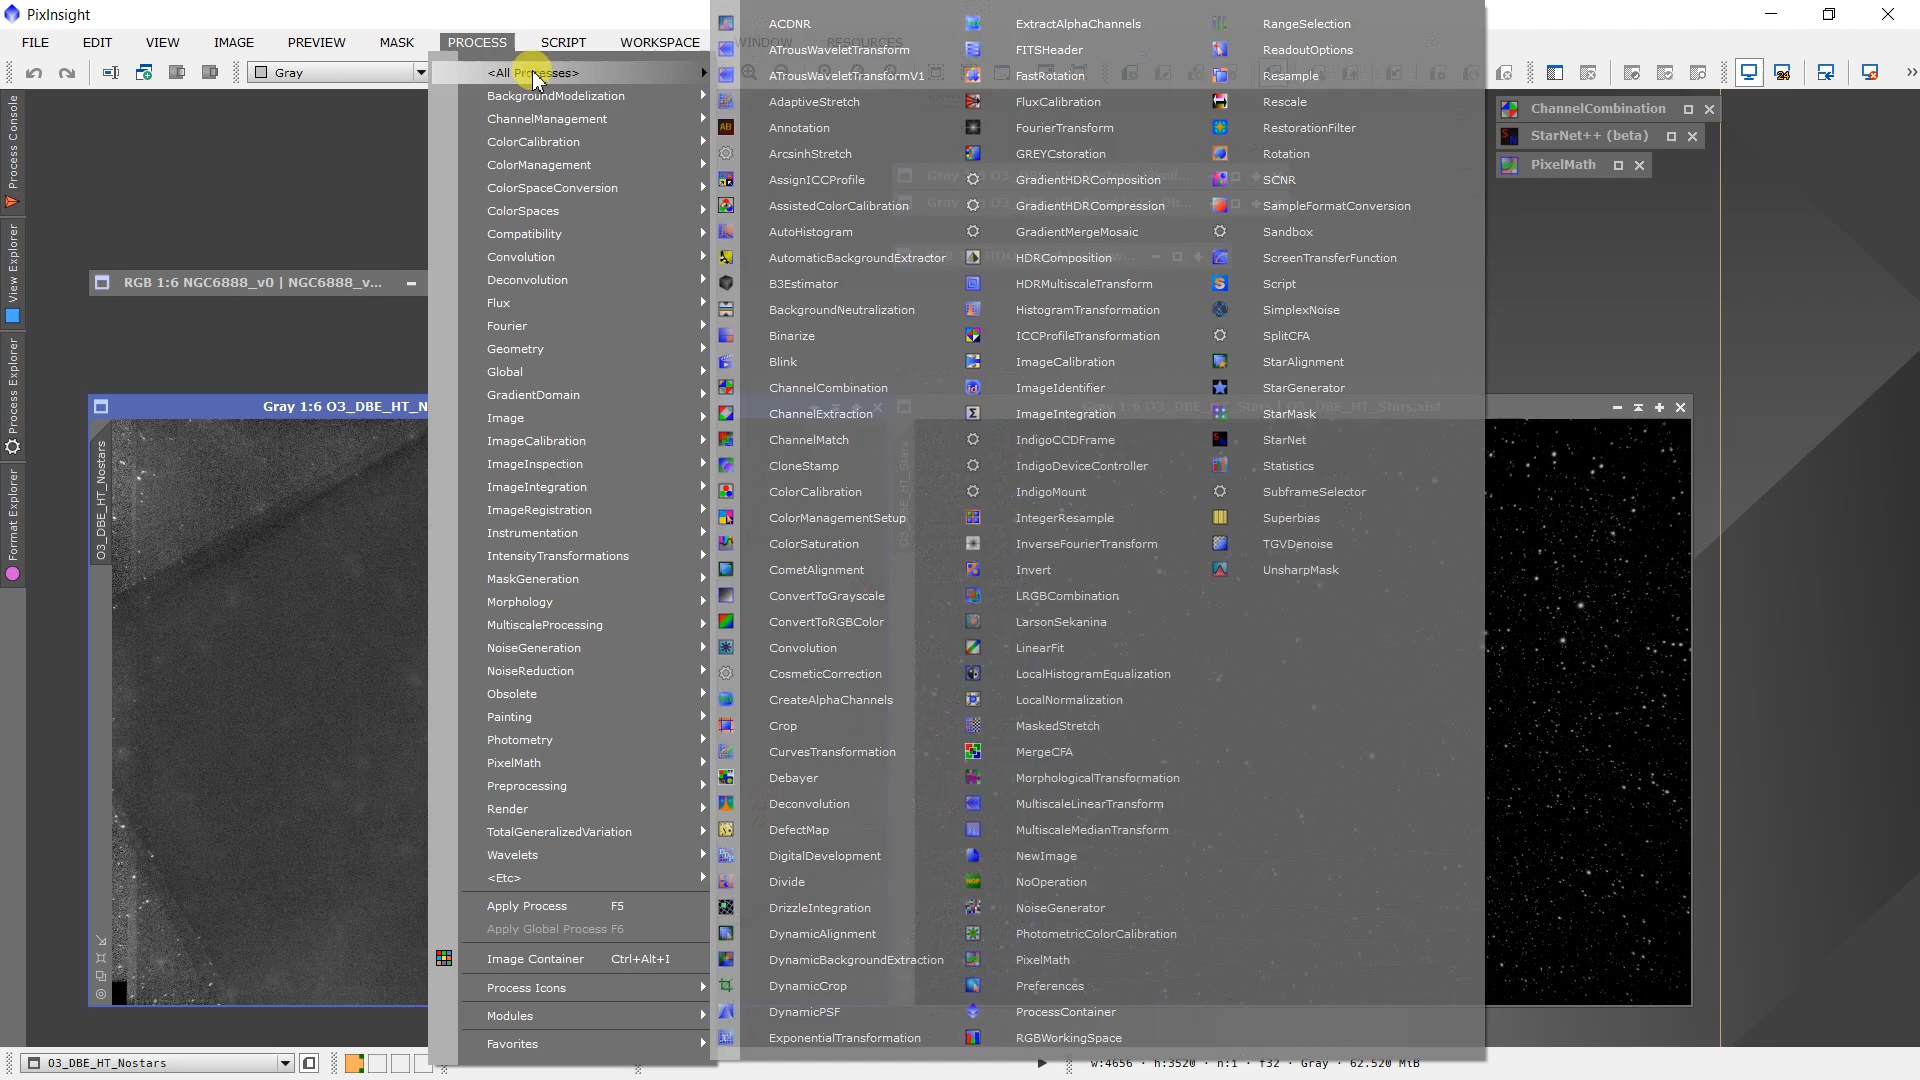 PixInsight
FILE EDIT VIEW IMAGE PREVIEW MASK PROCESS SCRIPT WORKSPACE WINDOW RESOURCES
Gray
<All Processes>
BackgroundModelization
ChannelManagement
ColorCalibration
ColorManagement
ColorSpaceConversion
ColorSpaces
Compatibility
Convolution
Deconvolution
Flux
Fourier
Geometry
Global
GradientDomain
Image
ImageCalibration
ImageInspection
ImageIntegration
ImageRegistration
Instrumentation
IntensityTransformations
MaskGeneration
Morphology
MultiscaleProcessing
NoiseGeneration
NoiseReduction
Obsolete
Painting
Photometry
PixelMath
Preprocessing
Render
TotalGeneralizedVariation
Wavelets
<Etc>
Apply Process F5
Apply Global Process F6
Image Container Ctrl+Alt+I
Process Icons
Modules
Favorites
ACDNR
ATrousWaveletTransform
ATrousWaveletTransformV1
AdaptiveStretch
Annotation
ArcsinhStretch
AssignICCProfile
AssistedColorCalibration
AutoHistogram
AutomaticBackgroundExtractor
B3Estimator
BackgroundNeutralization
Binarize
Blink
ChannelCombination
ChannelExtraction
ChannelMatch
CloneStamp
ColorCalibration
ColorManagementSetup
ColorSaturation
CometAlignment
ConvertToGrayscale
ConvertToRGBColor
Convolution
CosmeticCorrection
CreateAlphaChannels
Crop
CurvesTransformation
Debayer
Deconvolution
DefectMap
DigitalDevelopment
Divide
DrizzleIntegration
DynamicAlignment
DynamicBackgroundExtraction
DynamicCrop
DynamicPSF
ExponentialTransformation
ExtractAlphaChannels
FITSHeader
FastRotation
FluxCalibration
FourierTransform
GREYCstoration
GradientHDRComposition
GradientHDRCompression
GradientMergeMosaic
HDRComposition
HDRMultiscaleTransform
HistogramTransformation
ICCProfileTransformation
ImageCalibration
ImageIdentifier
ImageIntegration
IndigoCCDFrame
IndigoDeviceController
IndigoMount
IntegerResample
InverseFourierTransform
Invert
LRGBCombination
LarsonSekanina
LinearFit
LocalHistogramEqualization
LocalNormalization
MaskedStretch
MergeCFA
MorphologicalTransformation
MultiscaleLinearTransform
MultiscaleMedianTransform
NewImage
NoOperation
NoiseGenerator
PhotometricColorCalibration
PixelMath
Preferences
ProcessContainer
RGBWorkingSpace
RangeSelection
ReadoutOptions
Resample
Rescale
RestorationFilter
Rotation
SCNR
SampleFormatConversion
Sandbox
ScreenTransferFunction
Script
SimplexNoise
SplitCFA
StarAlignment
StarGenerator
StarMask
StarNet
Statistics
SubframeSelector
Superbias
TGVDenoise
UnsharpMask
ChannelCombination
StarNet++ (beta)
PixelMath
Process Console
View Explorer
Process Explorer
Format Explorer
RGB 1:6 NGC6888_v0 | NGC6888_v...
Gray 1:6 O3_DBE_HT_N
O3_DBE_HT_Nostars
O3_DBE_HT_Nostars
w:4656 · h:3520 · n:1 · f32 · Gray · 62.520 MiB